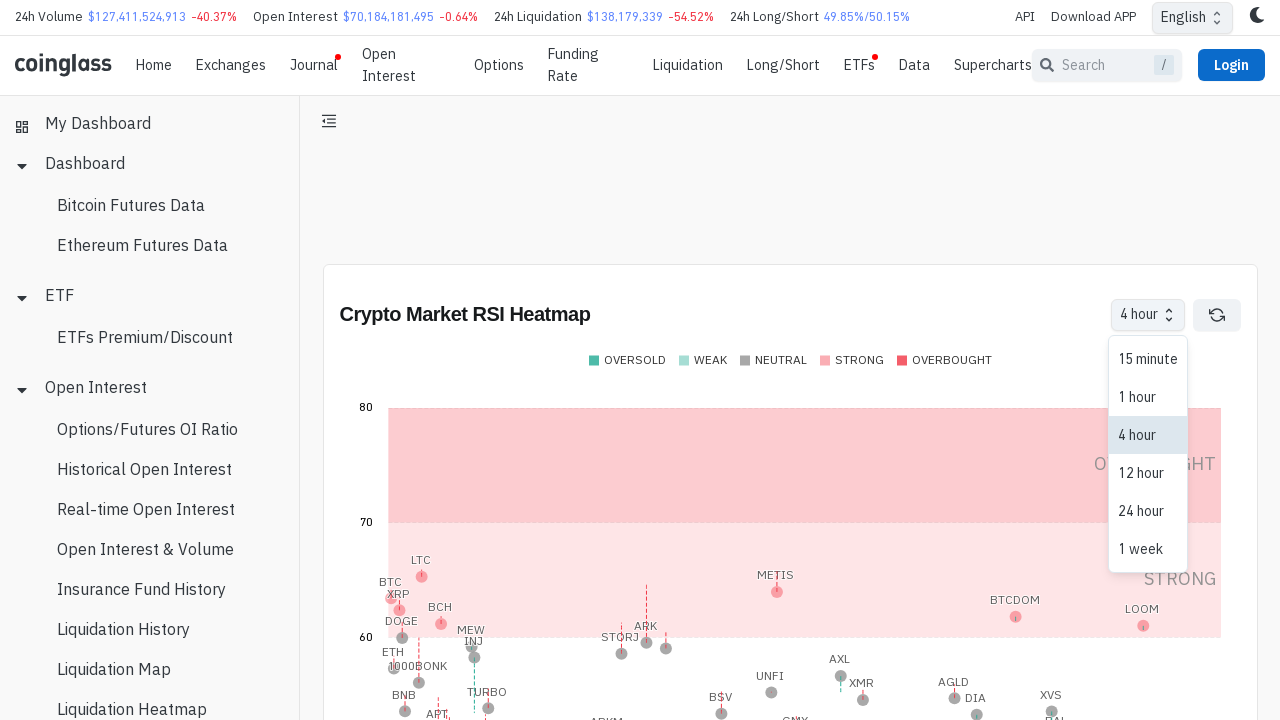 24h Volume $127,411,524,913 -40.37% Open Interest $70,184,181,495 -0.64% 24h Liquidation $138,179,339 -54.52% 24h Long/Short 49.85%/50.15% API Download APP English
coinglass Home Exchanges Journal Open Interest Options Funding Rate Liquidation Long/Short ETFs Data Supercharts Search / Login
My Dashboard
Dashboard
Bitcoin Futures Data
Ethereum Futures Data
ETF
ETFs Premium/Discount
Open Interest
Options/Futures OI Ratio
Historical Open Interest
Real-time Open Interest
Open Interest & Volume
Insurance Fund History
Liquidation History
Liquidation Map
Liquidation Heatmap
Crypto Market RSI Heatmap
4 hour
15 minute
1 hour
4 hour
12 hour
24 hour
1 week
OVERSOLD WEAK NEUTRAL STRONG OVERBOUGHT
80
70
STRONG
60
LTC
BTC
XRP
BCH
DOGE
MEW
INJ
ETH
1000BONK
BNB
TURBO
APT
STORJ
ARK
METIS
BTCDOM
LOOM
AXL
UNFI
XMR
BSV
AGLD
DIA
XVS